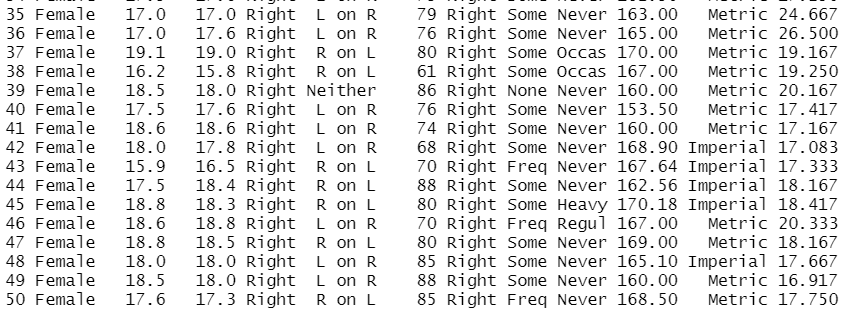 35 Female 17.0 17.0 Right L on R 79 Right Some Never 163.00 Metric 24.667
36 Female 17.0 17.6 Right L on R 76 Right Some Never 165.00 Metric 26.500
37 Female 19.1 19.0 Right R on L 80 Right Some Occas 170.00 Metric 19.167
38 Female 16.2 15.8 Right R on L 61 Right Some Occas 167.00 Metric 19.250
39 Female 18.5 18.0 Right Neither 86 Right None Never 160.00 Metric 20.167
40 Female 17.5 17.6 Right L on R 76 Right Some Never 153.50 Metric 17.417
41 Female 18.6 18.6 Right L on R 74 Right Some Never 160.00 Metric 17.167
42 Female 18.0 17.8 Right L on R 68 Right Some Never 168.90 Imperial 17.083
43 Female 15.9 16.5 Right R on L 70 Right Freq Never 167.64 Imperial 17.333
44 Female 17.5 18.4 Right R on L 88 Right Some Never 162.56 Imperial 18.167
45 Female 18.8 18.3 Right R on L 80 Right Some Heavy 170.18 Imperial 18.417
46 Female 18.6 18.8 Right L on R 70 Right Freq Regul 167.00 Metric 20.333
47 Female 18.8 18.5 Right R on L 80 Right Some Never 169.00 Metric 18.167
48 Female 18.0 18.0 Right L on R 85 Right Some Never 165.10 Imperial 17.667
49 Female 18.5 18.0 Right L on R 88 Right Some Never 160.00 Metric 16.917
50 Female 17.6 17.3 Right R on L 85 Right Freq Never 168.50 Metric 17.750